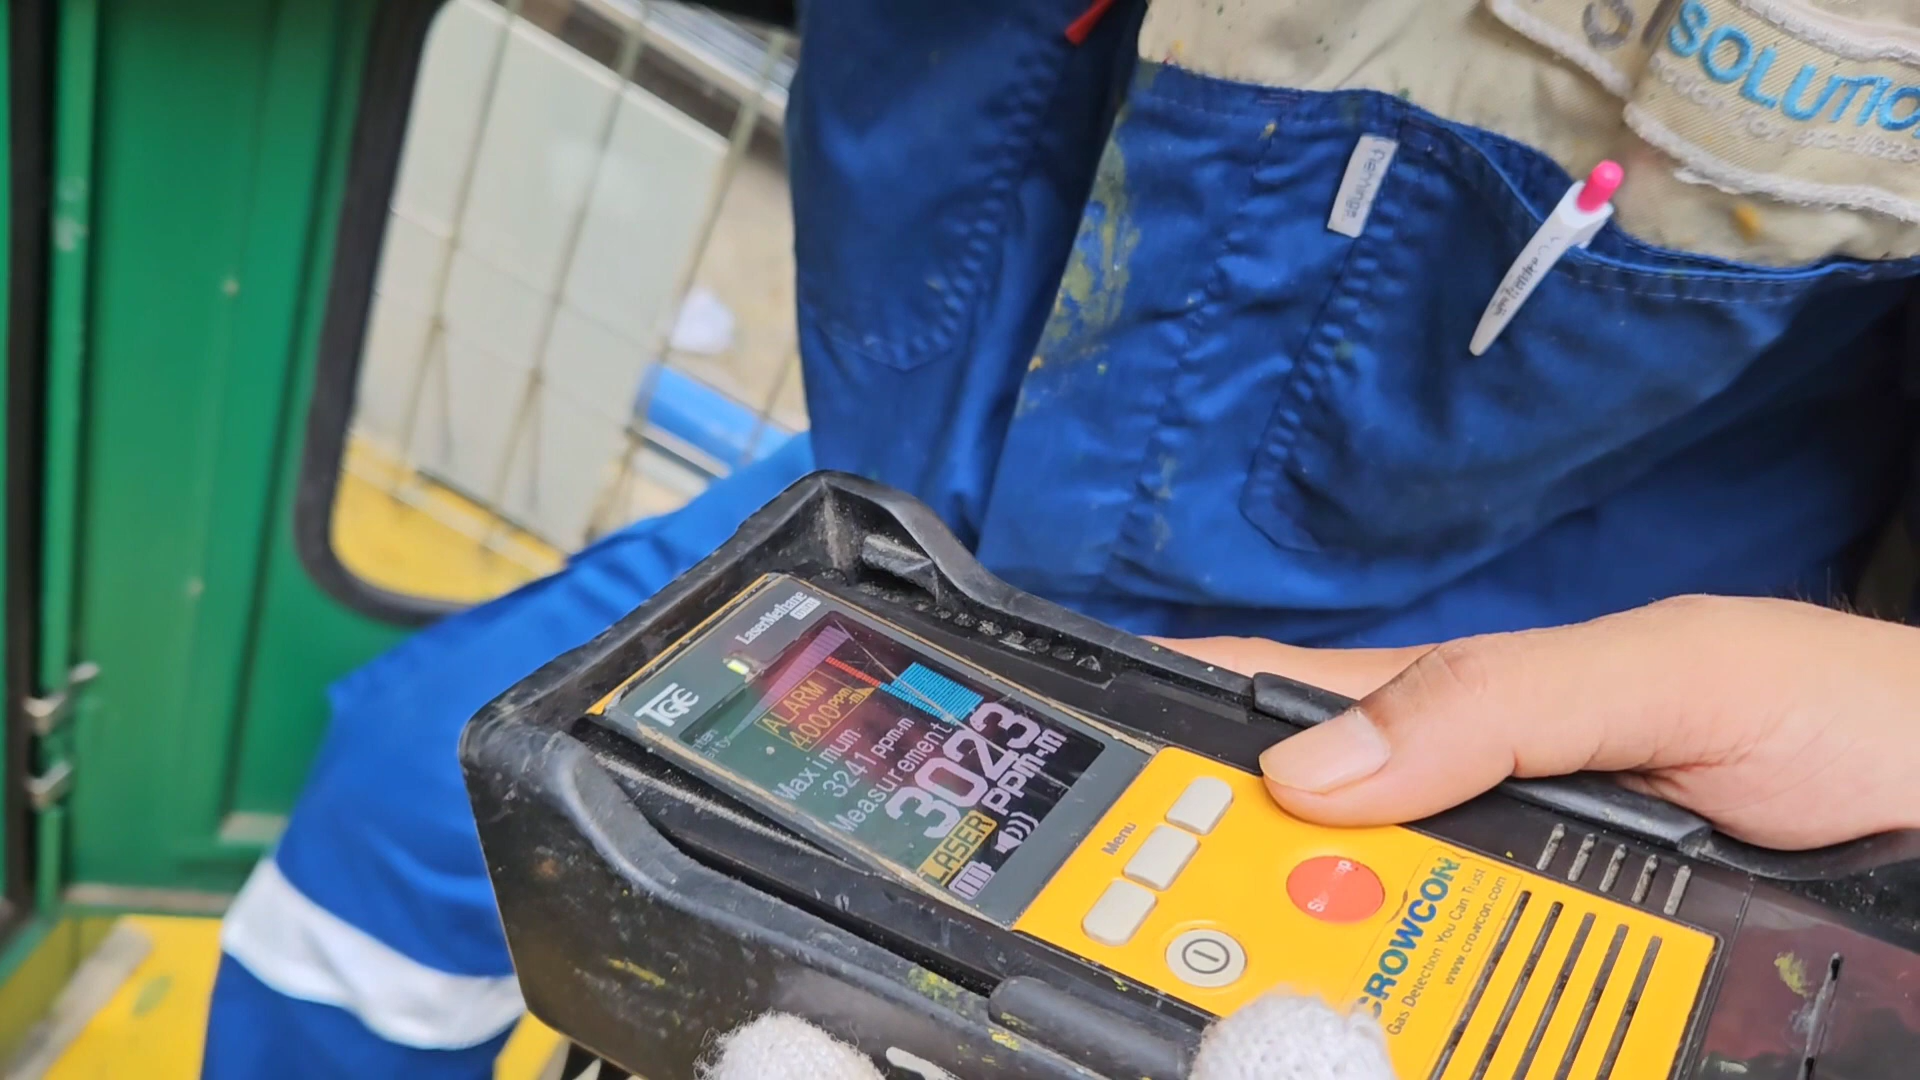 SOLUTIO
LaserMethane
mini
TGE
ALARM
4000ppm-m
Maximum
3241 ppm-m
Measurement
3023
ppm-m
LASER
Menu
CROWCON
Gas Detection You Can Trust
www.crowcon.com